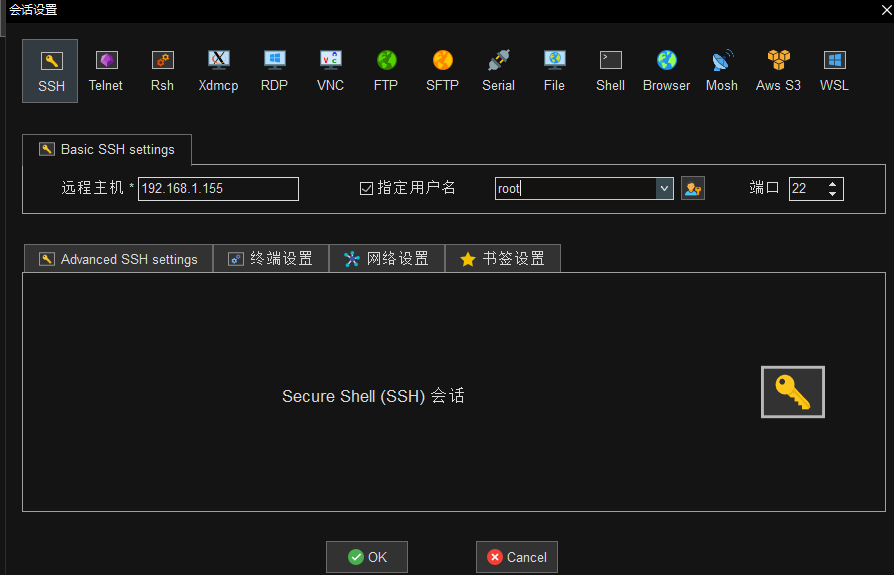 会话设置
SSH Telnet Rsh Xdmcp RDP VNC FTP SFTP Serial File Shell Browser Mosh Aws S3 WSL
Basic SSH settings
远程主机 * 192.168.1.155 指定用户名 root 端口 22
Advanced SSH settings 终端设置 网络设置 书签设置
Secure Shell (SSH) 会话
OK Cancel